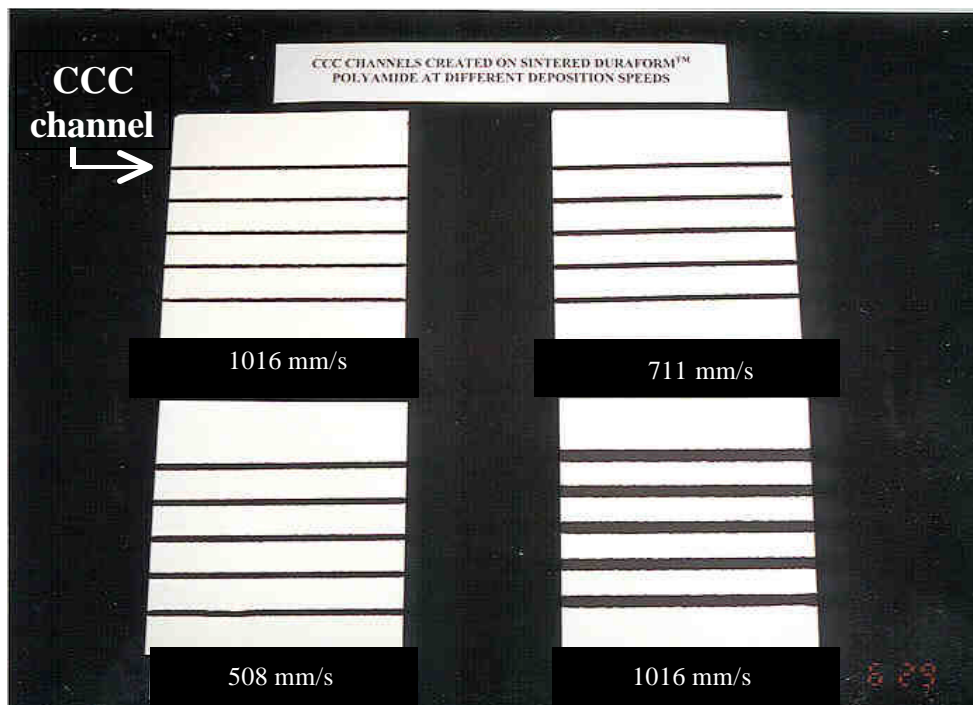 CCC CHANNELS CREATED ON SINTERED DURAFORM™
POLYAMIDE AT DIFFERENT DEPOSITION SPEEDS
CCC
channel
1016 mm/s
711 mm/s
508 mm/s
1016 mm/s
6 29